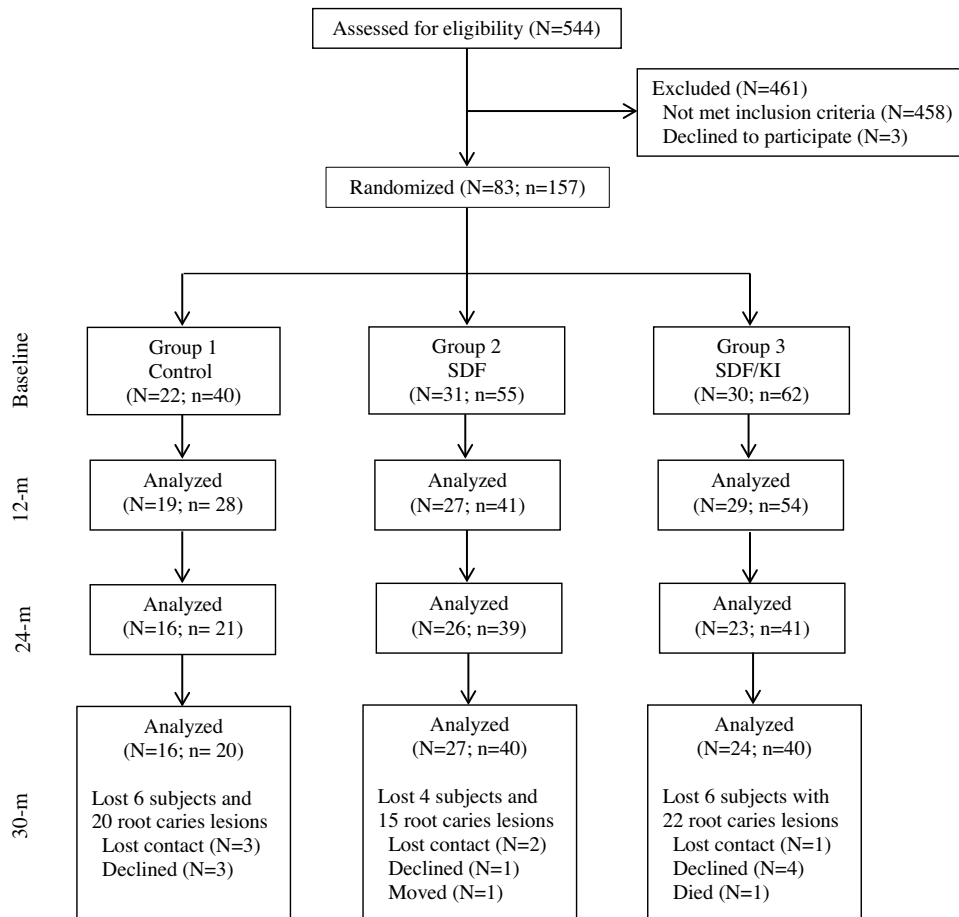 Assessed for eligibility (N=544)
Excluded (N=461)
Not met inclusion criteria (N=458)
Declined to participate (N=3)
Randomized (N=83; n=157)
Baseline
Group 1
Control
(N=22; n=40)
Group 2
SDF
(N=31; n=55)
Group 3
SDF/KI
(N=30; n=62)
12-m
Analyzed
(N=19; n= 28)
Analyzed
(N=27; n=41)
Analyzed
(N=29; n=54)
24-m
Analyzed
(N=16; n= 21)
Analyzed
(N=26; n=39)
Analyzed
(N=23; n=41)
30-m
Analyzed
(N=16; n= 20)
Lost 6 subjects and
20 root caries lesions
Lost contact (N=3)
Declined (N=3)
Analyzed
(N=27; n=40)
Lost 4 subjects and
15 root caries lesions
Lost contact (N=2)
Declined (N=1)
Moved (N=1)
Analyzed
(N=24; n=40)
Lost 6 subjects with
22 root caries lesions
Lost contact (N=1)
Declined (N=4)
Died (N=1)